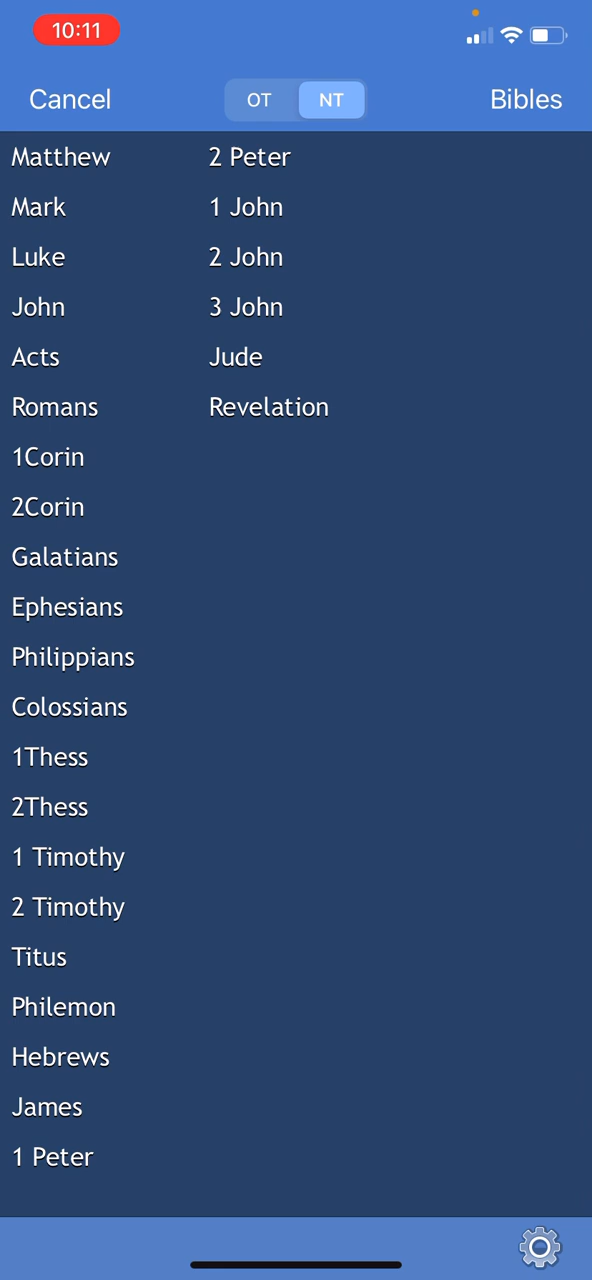 10:11
Cancel OT NT Bibles
Matthew
Mark
Luke
John
Acts
Romans
1Corin
2Corin
Galatians
Ephesians
Philippians
Colossians
1Thess
2Thess
1 Timothy
2 Timothy
Titus
Philemon
Hebrews
James
1 Peter
2 Peter
1 John
2 John
3 John
Jude
Revelation